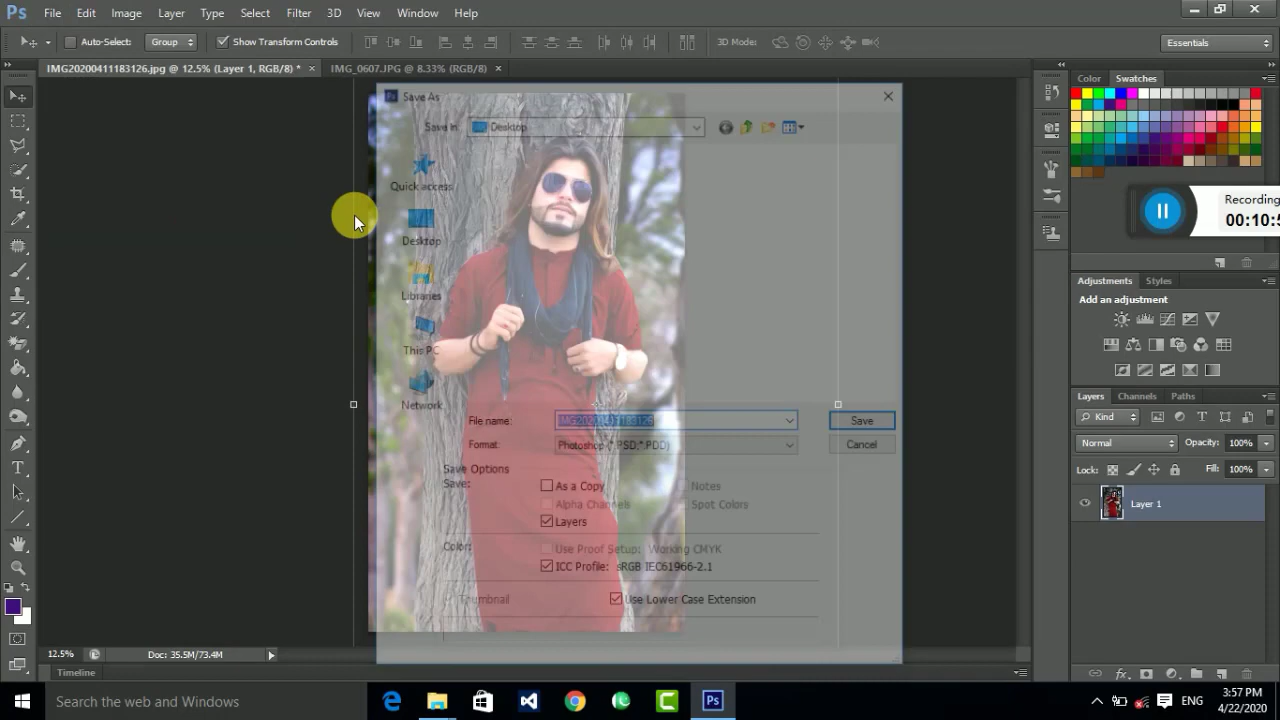 Ps File Edit Image Layer Type Select Filter 3D View Window Help
Auto-Select: Group Show Transform Controls 3D Mode: Essentials
IMG20200411183126.jpg @ 12.5% (Layer 1, RGB/8) * × IMG_0607.JPG @ 8.33% (RGB/8) ×
Color Swatches
Ps Save As
Save in: Desktop
Quick access
Desktop
Libraries
This PC
Network
File name: IMG20200411183126 Save
Format: Photoshop (*.PSD;*.PDD) Cancel
Save Options
Save: As a Copy Notes
Alpha Channels Spot Colors
Layers
Color: Use Proof Setup: Working CMYK
ICC Profile: sRGB IEC61966-2.1
Thumbnail Use Lower Case Extension
Recording
00:10:5
Adjustments Styles
Add an adjustment
Layers Channels Paths
Kind
Normal Opacity: 100%
Lock: Fill: 100%
Layer 1
12.5% Doc: 35.5M/73.4M
Timeline
Search the web and Windows
Ps
ENG
3:57 PM
4/22/2020